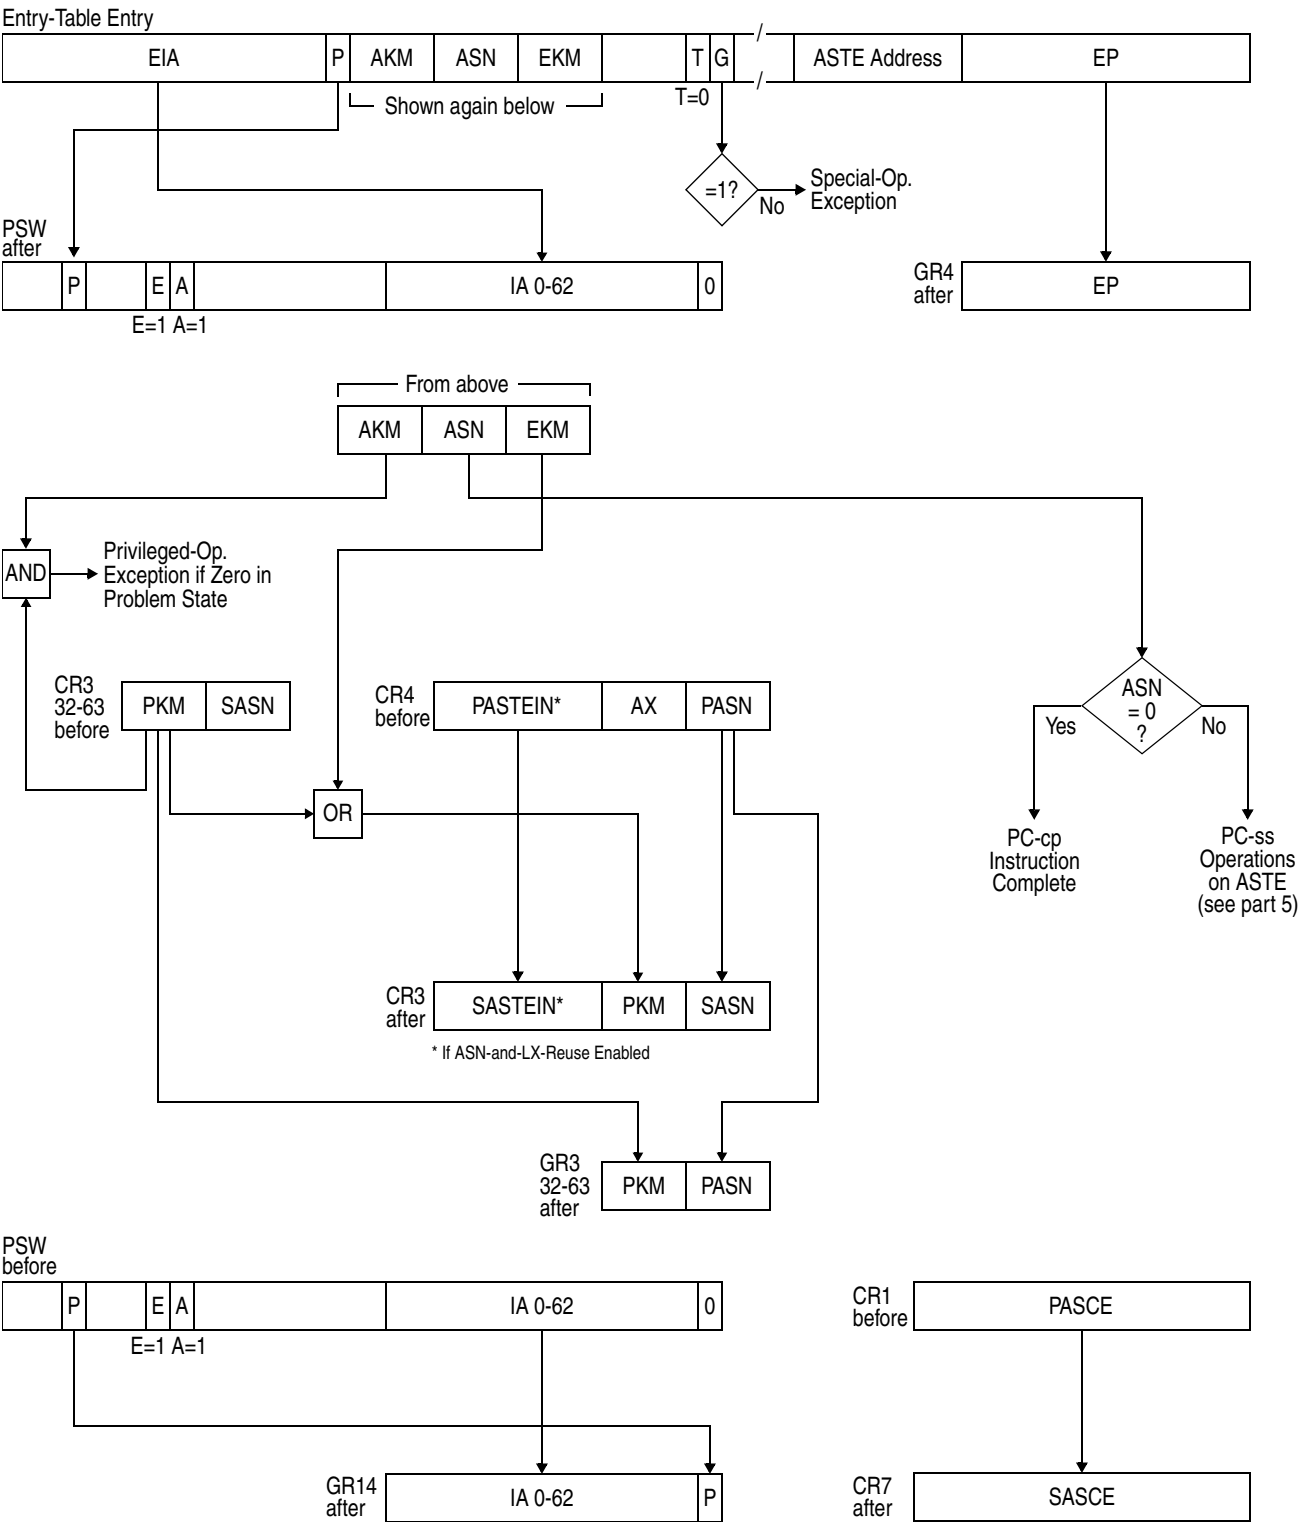 Entry-Table Entry
EIA P AKM ASN EKM T G / / ASTE Address EP
Shown again below
T=0
=1?
No
Special-Op.
Exception
PSW
after
P E A IA 0-62 0
E=1 A=1
GR4
after
EP
From above
AKM ASN EKM
AND
Privileged-Op.
Exception if Zero in
Problem State
CR3
32-63
before
PKM SASN
CR4
before
PASTEIN* AX PASN
ASN
= 0
?
Yes
No
OR
PC-cp
Instruction
Complete
PC-ss
Operations
on ASTE
(see part 5)
CR3
after
SASTEIN* PKM SASN
* If ASN-and-LX-Reuse Enabled
GR3
32-63
after
PKM PASN
PSW
before
P E A IA 0-62 0
E=1 A=1
CR1
before
PASCE
GR14
after
IA 0-62 P
CR7
after
SASCE